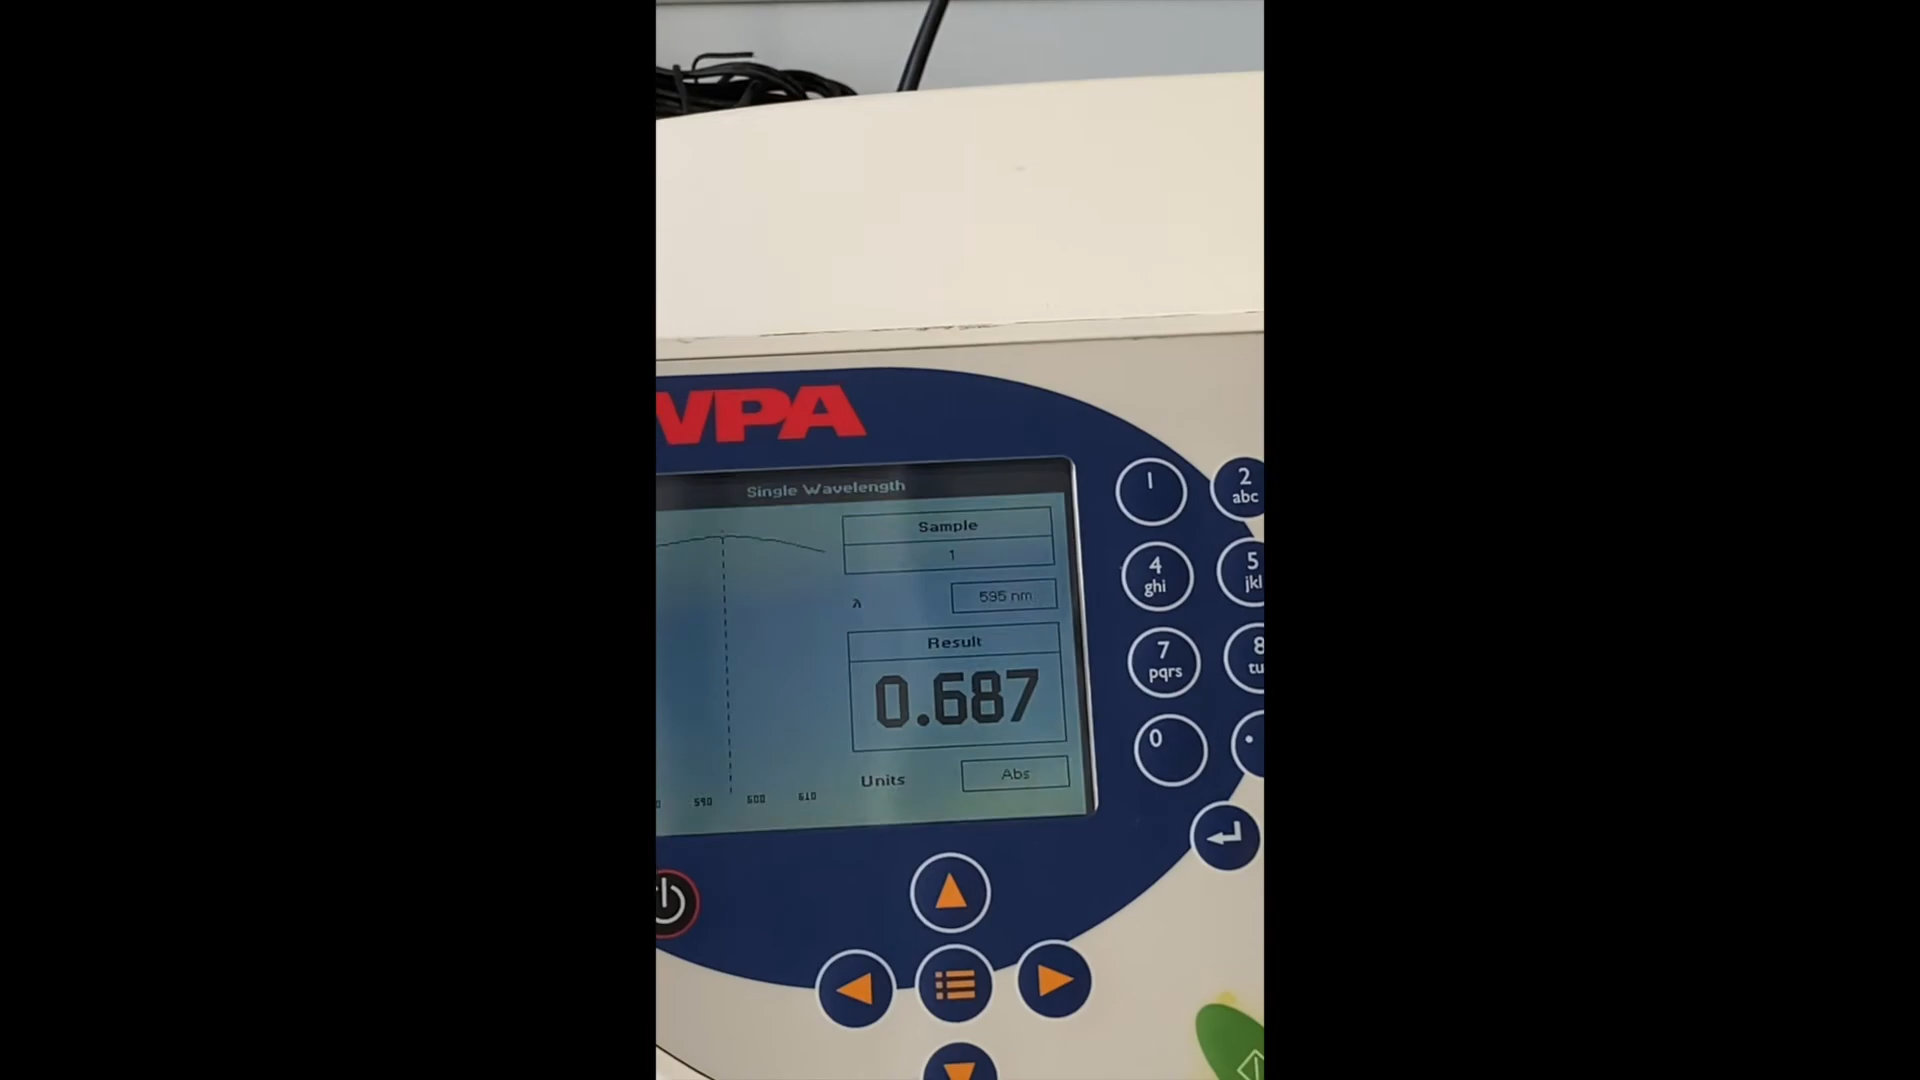 WPA
Single Wavelength
Sample
1
λ 595 nm
Result
0.687
Units Abs
590 600 610
1
2
abc
4
ghi
5
jkl
7
pqrs
8
tu
0
.